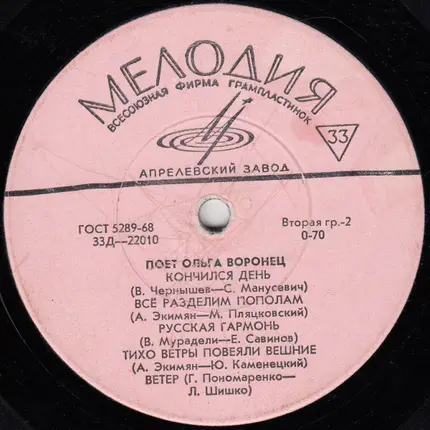 МЕЛОДИЯ
ВСЕСОЮЗНАЯ ФИРМА ГРАМПЛАСТИНОК
33
АПРЕЛЕВСКИЙ ЗАВОД
ГОСТ 5289-68
33Д—22010
Вторая гр.-2
0-70
ПОЕТ ОЛЬГА ВОРОНЕЦ
КОНЧИЛСЯ ДЕНЬ
(В. Чернышев—С. Манусевич)
ВСЁ РАЗДЕЛИМ ПОПОЛАМ
(А. Экимян—М. Пляцковский)
РУССКАЯ ГАРМОНЬ
(В. Мурадели—Е. Савинов)
ТИХО ВЕТРЫ ПОВЕЯЛИ ВЕШНИЕ
(А. Экимян—Ю. Каменецкий)
ВЕТЕР (Г. Пономаренко—
Л. Шишко)